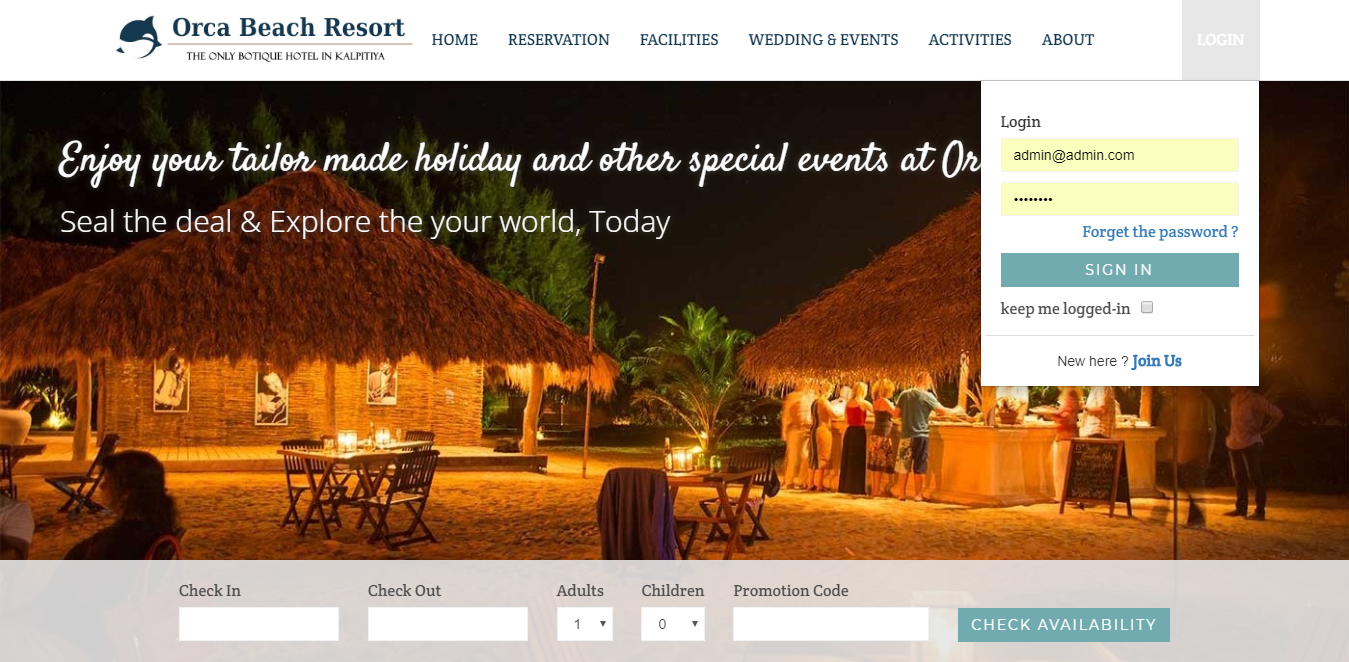 Orca Beach Resort
THE ONLY BOTIQUE HOTEL IN KALPITIYA
HOME RESERVATION FACILITIES WEDDING & EVENTS ACTIVITIES ABOUT LOGIN
Enjoy your tailor made holiday and other special events at Or
Seal the deal & Explore the your world, Today
Login
admin@admin.com
••••••••
Forget the password ?
SIGN IN
keep me logged-in
New here ? Join Us
Check In Check Out Adults Children Promotion Code
1 0
CHECK AVAILABILITY